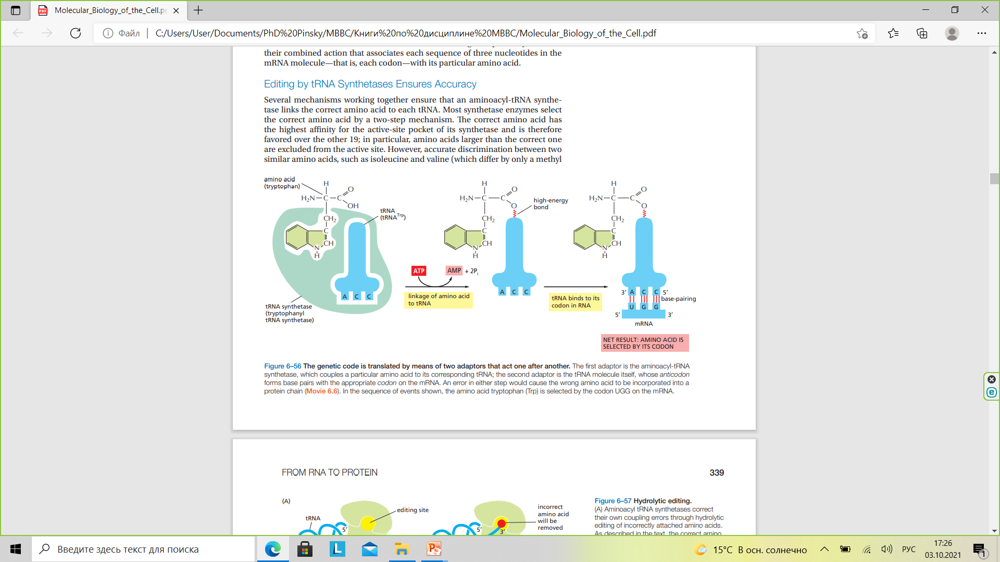 Molecular_Biology_of_the_Cell.pd
Файл
C:/Users/User/Documents/PhD%20Pinsky/MBBC/Книги%20по%20дисциплине%20MBBC/Molecular_Biology_of_the_Cell.pdf
their combined action that associates each sequence of three nucleotides in the
mRNA molecule—that is, each codon—with its particular amino acid.
Editing by tRNA Synthetases Ensures Accuracy
Several mechanisms working together ensure that an aminoacyl-tRNA synthe-
tase links the correct amino acid to each tRNA. Most synthetase enzymes select
the correct amino acid by a two-step mechanism. The correct amino acid has
the highest affinity for the active-site pocket of its synthetase and is therefore
favored over the other 19; in particular, amino acids larger than the correct one
are excluded from the active site. However, accurate discrimination between two
similar amino acids, such as isoleucine and valine (which differ by only a methyl
amino acid
(tryptophan)
H
O
H₂N
C
C
OH
CH₂
C
CH
N
H
tRNA
(tRNAᵀʳᵖ)
A C C
tRNA synthetase
(tryptophanyl
tRNA synthetase)
ATP
AMP + 2Pᵢ
linkage of amino acid
to tRNA
H
O
H₂N
C
C
O
CH₂
C
CH
N
H
high-energy
bond
A C C
tRNA binds to its
codon in RNA
H
O
H₂N
C
C
O
CH₂
C
CH
N
H
3′ A C C 5′
base-pairing
U G G
5′ 3′
mRNA
NET RESULT: AMINO ACID IS
SELECTED BY ITS CODON
Figure 6–56 The genetic code is translated by means of two adaptors that act one after another. The first adaptor is the aminoacyl-tRNA
synthetase, which couples a particular amino acid to its corresponding tRNA; the second adaptor is the tRNA molecule itself, whose anticodon
forms base pairs with the appropriate codon on the mRNA. An error in either step would cause the wrong amino acid to be incorporated into a
protein chain (Movie 6.6). In the sequence of events shown, the amino acid tryptophan (Trp) is selected by the codon UGG on the mRNA.
FROM RNA TO PROTEIN
339
(A)
tRNA
5′
editing site
5′
3′
incorrect
amino acid
will be
removed
Figure 6–57 Hydrolytic editing.
(A) Aminoacyl tRNA synthetases correct
their own coupling errors through hydrolytic
editing of incorrectly attached amino acids.
As described in the text, the correct amino
Введите здесь текст для поиска
15°C В осн. солнечно
РУС
17:26
03.10.2021
1